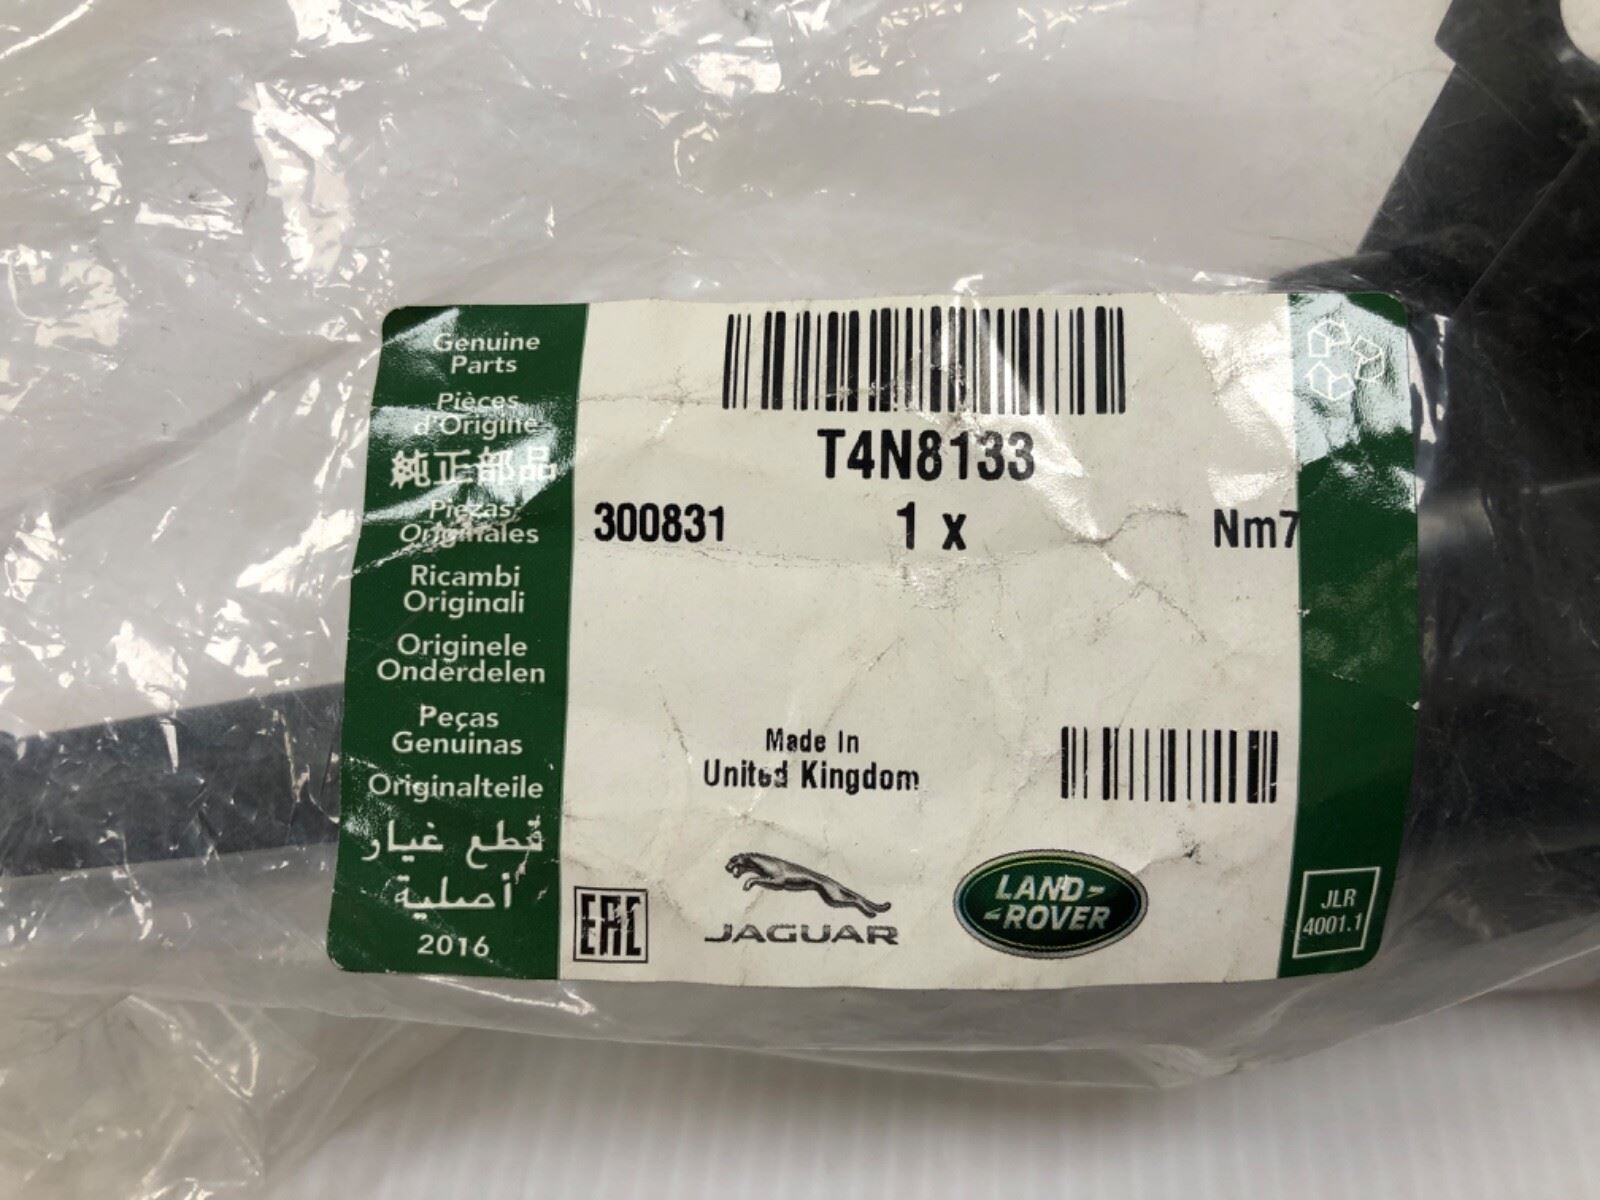 Genuine
Parts
Pièces
d'Origine
純正部品
Piezas
Originales
Ricambi
Originali
Originele
Onderdelen
Peças
Genuinas
Originalteile
قطع غيار
أصلية
2016
T4N8133
300831 1 x Nm7
Made In
United Kingdom
EAC
JAGUAR
LAND-
-ROVER
JLR
4001.1